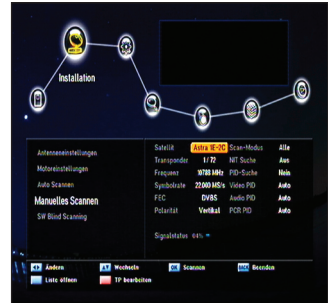 Installation
Antenneneinstellungen
Motoreinstellungen
Auto Scannen
Manuelles Scannen
SW Blind Scanning
Satellit Astra 1E-2C Scan-Modus Alle
Transponder 1/72 NIT Suche Aus
Frequenz 10788 MHz PID-Suche Nein
Symbolrate 22000 MS/s Video PID Auto
FEC DVBS Audio PID Auto
Polarität Vertikal PCR PID Auto
Signalstatus
Ändern Wechseln OK Scannen BACK Beenden
Liste öffnen TP bearbeiten